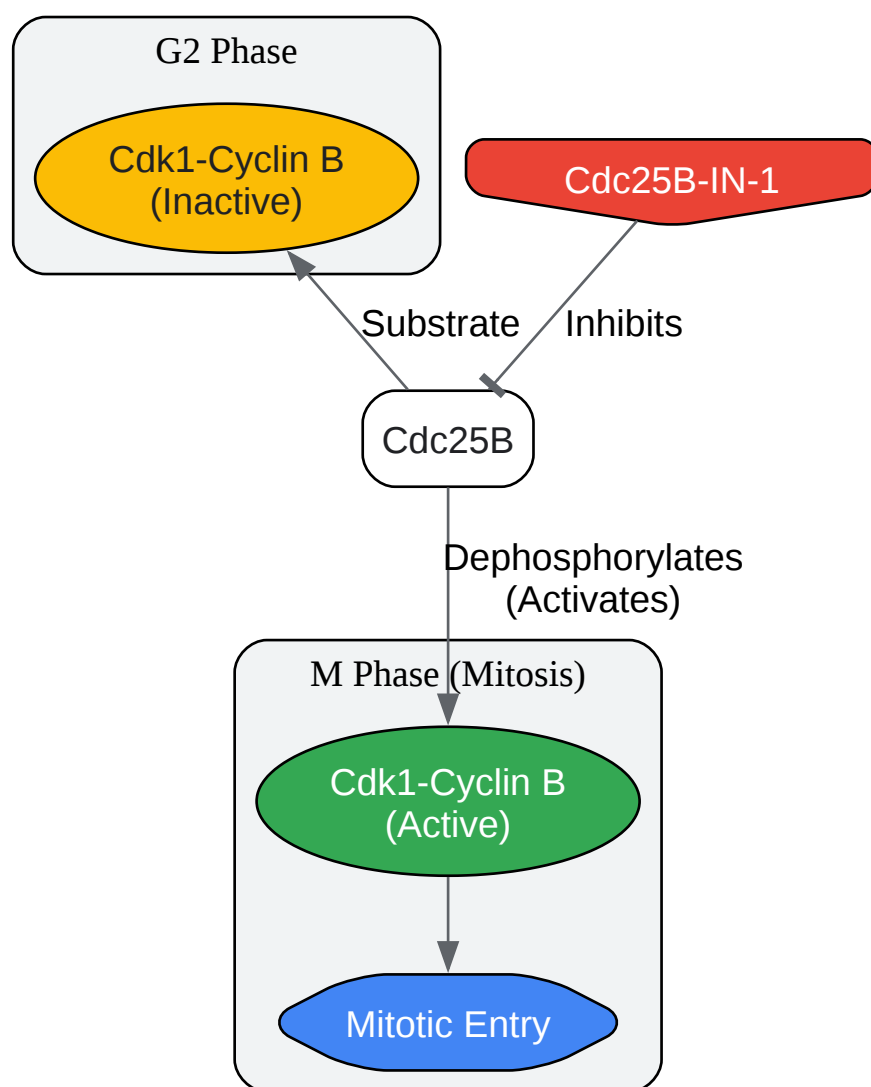 G2 Phase
Cdk1-Cyclin B
(Inactive)
Cdc25B-IN-1
Substrate
Inhibits
Cdc25B
Dephosphorylates
(Activates)
M Phase (Mitosis)
Cdk1-Cyclin B
(Active)
Mitotic Entry